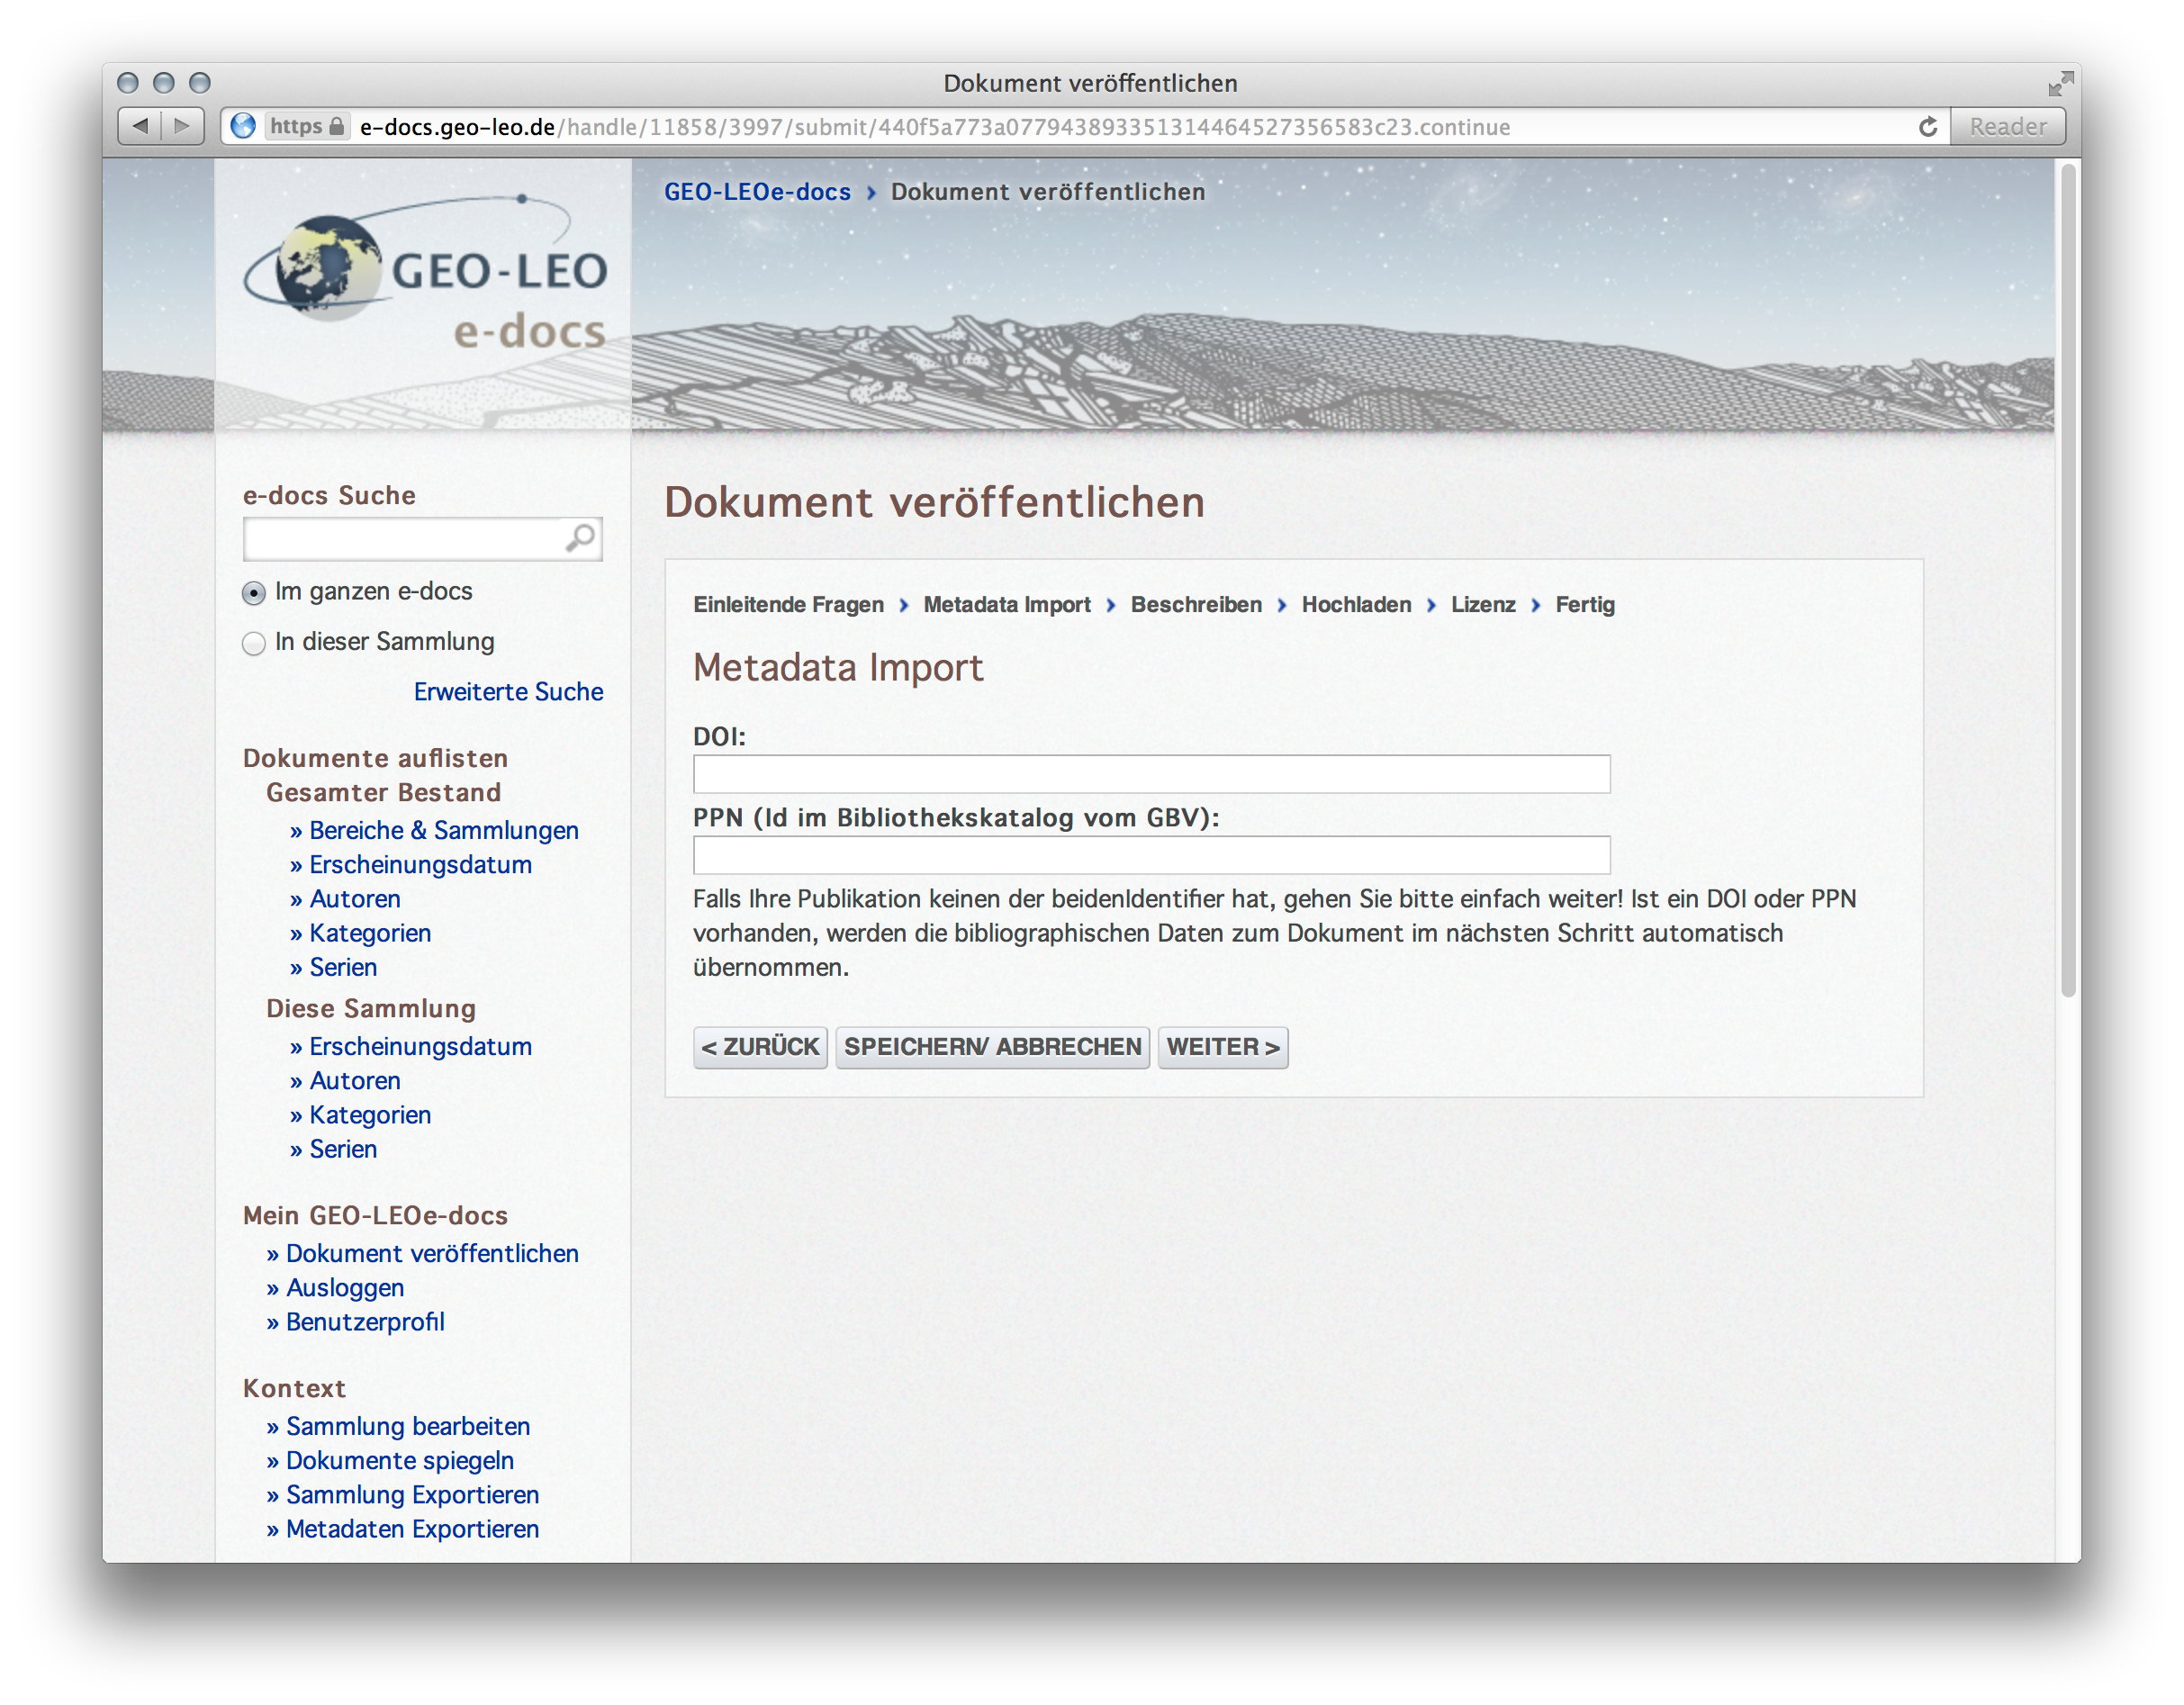 Dokument veröffentlichen
https e-docs.geo-leo.de/handle/11858/3997/submit/440f5a773a0779438933513144645273565 83c23.continue Reader
GEO-LEOe-docs › Dokument veröffentlichen
GEO-LEO
e-docs
e-docs Suche
Im ganzen e-docs
In dieser Sammlung
Erweiterte Suche
Dokumente auflisten
Gesamter Bestand
» Bereiche & Sammlungen
» Erscheinungsdatum
» Autoren
» Kategorien
» Serien
Diese Sammlung
» Erscheinungsdatum
» Autoren
» Kategorien
» Serien
Mein GEO-LEOe-docs
» Dokument veröffentlichen
» Ausloggen
» Benutzerprofil
Kontext
» Sammlung bearbeiten
» Dokumente spiegeln
» Sammlung Exportieren
» Metadaten Exportieren
Dokument veröffentlichen
Einleitende Fragen › Metadata Import › Beschreiben › Hochladen › Lizenz › Fertig
Metadata Import
DOI:
PPN (Id im Bibliothekskatalog vom GBV):
Falls Ihre Publikation keinen der beidenIdentifier hat, gehen Sie bitte einfach weiter! Ist ein DOI oder PPN
vorhanden, werden die bibliographischen Daten zum Dokument im nächsten Schritt automatisch
übernommen.
< ZURÜCK SPEICHERN/ ABBRECHEN WEITER >